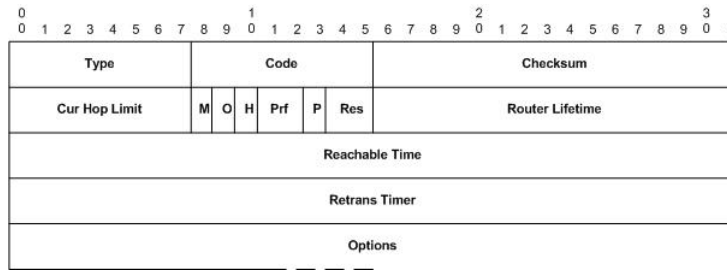 0 1 2 3
0 1 2 3 4 5 6 7 8 9 0 1 2 3 4 5 6 7 8 9 0 1 2 3 4 5 6 7 8 9 0
Type Code Checksum
Cur Hop Limit M O H Prf P Res Router Lifetime
Reachable Time
Retrans Timer
Options